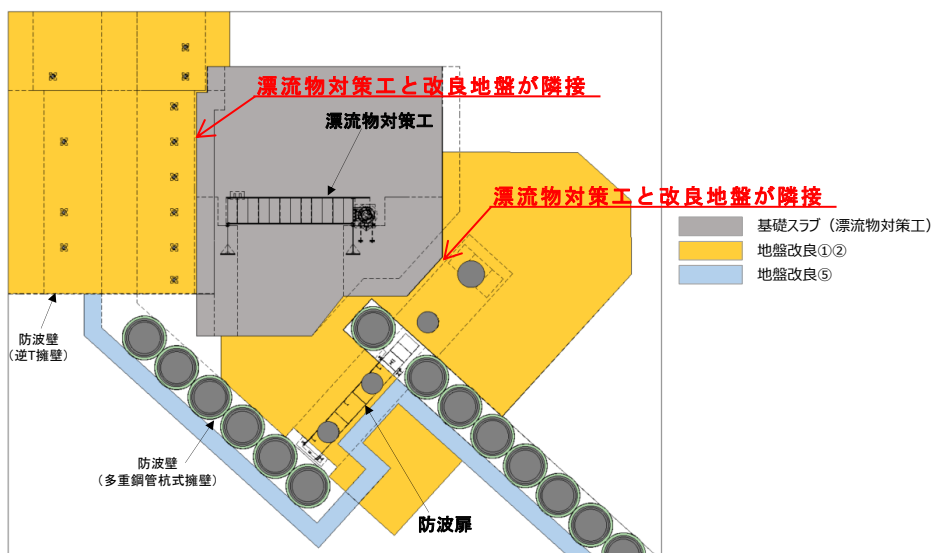 漂流物対策工と改良地盤が隣接
漂流物対策工
漂流物対策工と改良地盤が隣接
基礎スラブ（漂流物対策工）
地盤改良①②
地盤改良⑤
防波壁
（逆T擁壁）
防波壁
（多重鋼管杭式擁壁）
防波扉